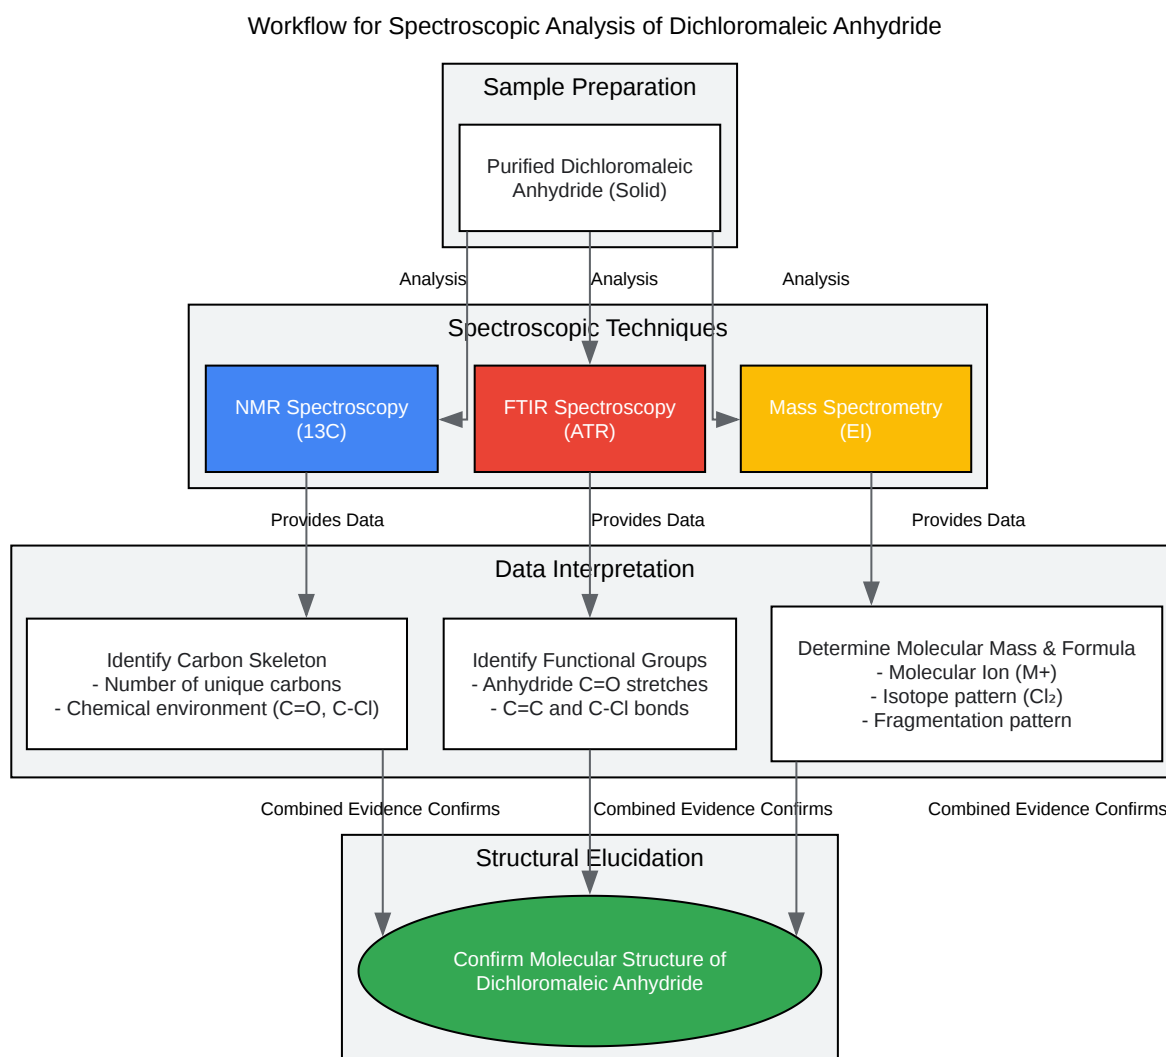 Workflow for Spectroscopic Analysis of Dichloromaleic Anhydride
Sample Preparation
Purified Dichloromaleic
Anhydride (Solid)
Analysis
Analysis
Analysis
Spectroscopic Techniques
NMR Spectroscopy
(13C)
FTIR Spectroscopy
(ATR)
Mass Spectrometry
(EI)
Provides Data
Provides Data
Provides Data
Data Interpretation
Identify Carbon Skeleton
- Number of unique carbons
- Chemical environment (C=O, C-Cl)
Identify Functional Groups
- Anhydride C=O stretches
- C=C and C-Cl bonds
Determine Molecular Mass & Formula
- Molecular Ion (M+)
- Isotope pattern (Cl₂)
- Fragmentation pattern
Combined Evidence Confirms
Combined Evidence Confirms
Combined Evidence Confirms
Structural Elucidation
Confirm Molecular Structure of
Dichloromaleic Anhydride